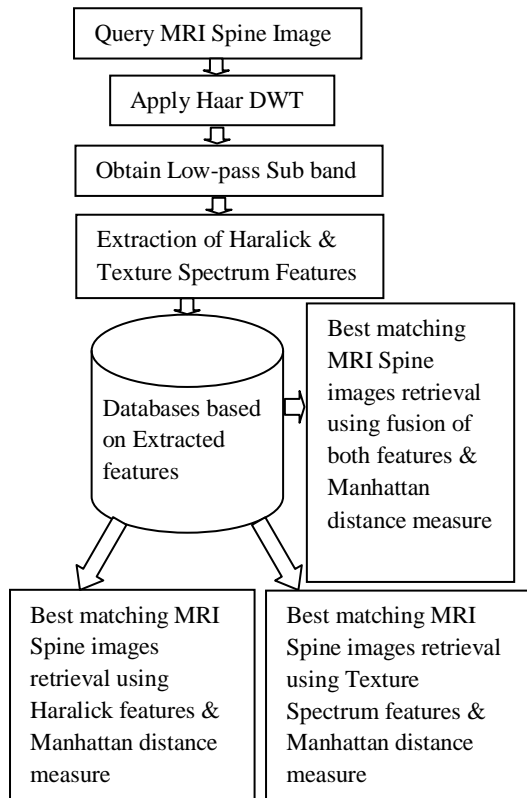 Query MRI Spine Image
Apply Haar DWT
Obtain Low-pass Sub band
Extraction of Haralick &
Texture Spectrum Features
Databases based
on Extracted
features
Best matching
MRI Spine
images retrieval
using fusion of
both features &
Manhattan
distance measure
Best matching MRI
Spine images
retrieval using
Haralick features &
Manhattan distance
measure
Best matching MRI
Spine images retrieval
using Texture
Spectrum features &
Manhattan distance
measure